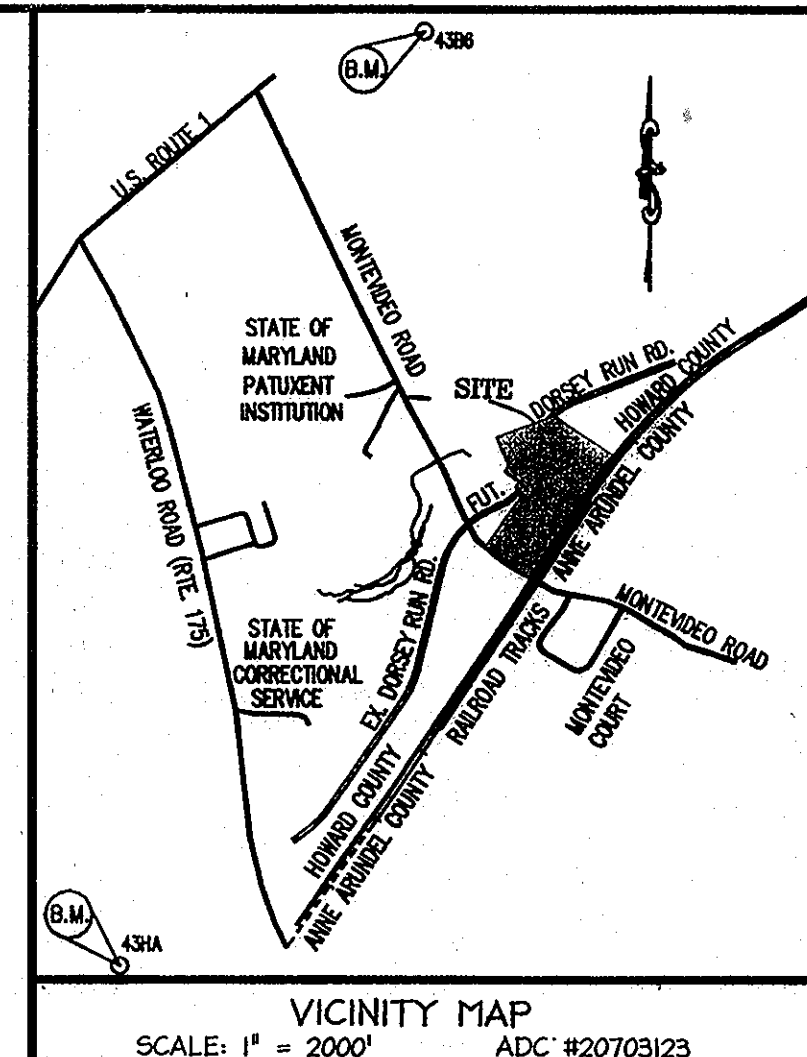 B.M.
43B6
U.S. ROUTE 1
MONTEVIDEO ROAD
STATE OF
MARYLAND
PATUXENT
INSTITUTION
SITE
DORSEY RUN RD.
HOWARD COUNTY
ANNE ARUNDEL COUNTY
FUT.
WATERLOO ROAD (RTE. 175)
EX. DORSEY RUN RD.
STATE OF
MARYLAND
CORRECTIONAL
SERVICE
MONTEVIDEO ROAD
MONTEVIDEO
COURT
RAILROAD TRACKS
HOWARD COUNTY
ANNE ARUNDEL COUNTY
B.M.
43HA
VICINITY MAP
SCALE: 1" = 2000' ADC #20703123